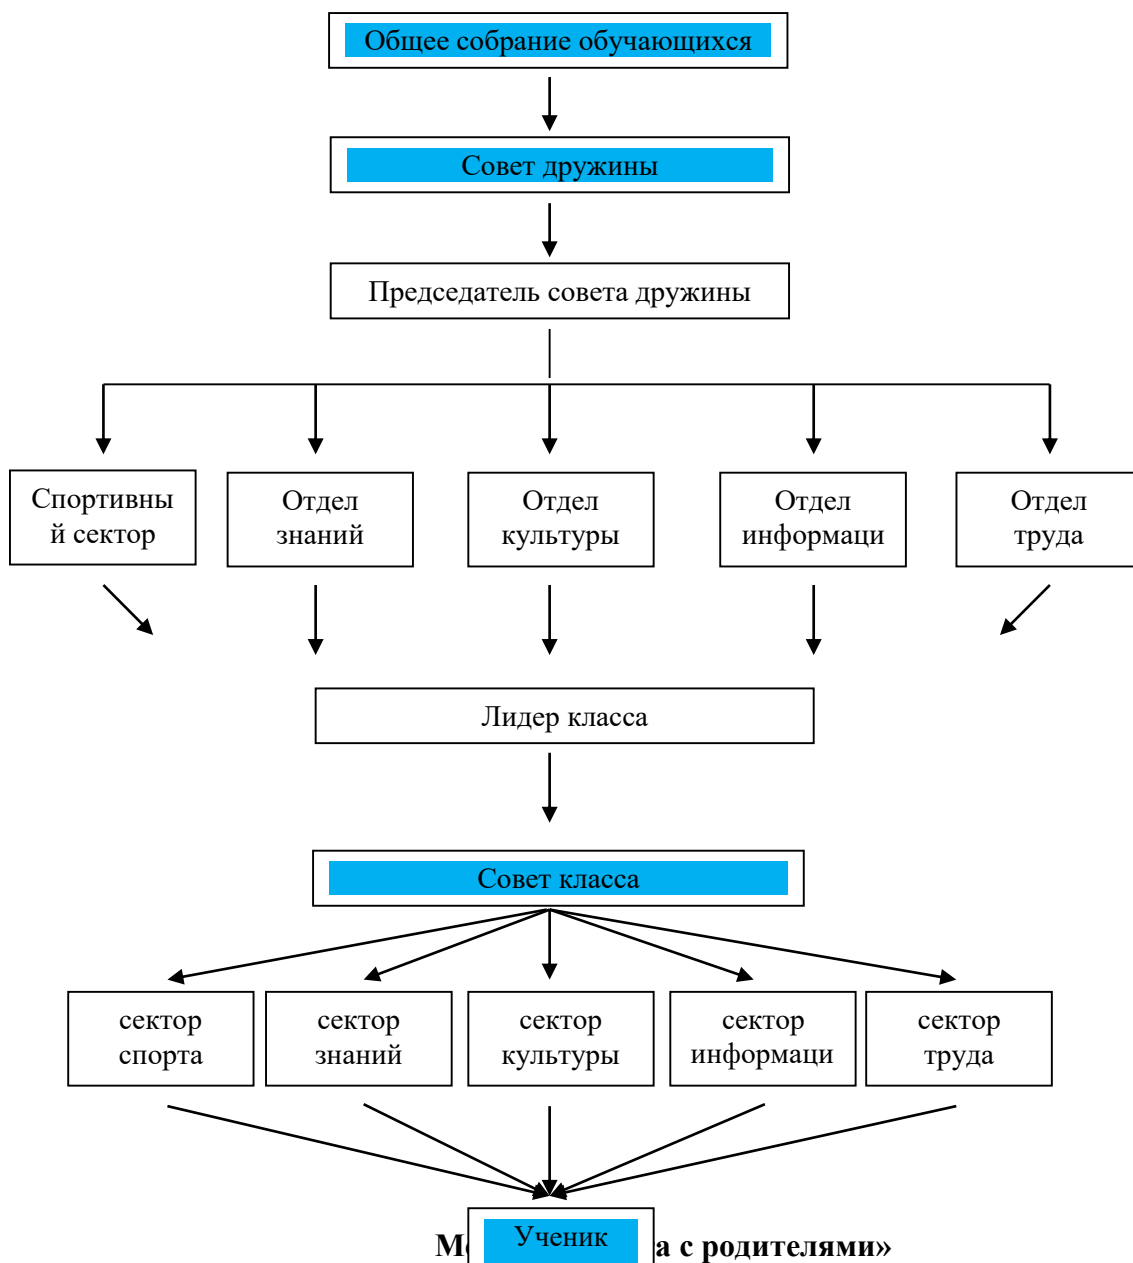 Общее собрание обучающихся
Совет дружины
Председатель совета дружины
Спортивны
й сектор
Отдел
знаний
Отдел
культуры
Отдел
информаци
Отдел
труда
Лидер класса
Совет класса
сектор
спорта
сектор
знаний
сектор
культуры
сектор
информаци
сектор
труда
Ученик
с родителями»